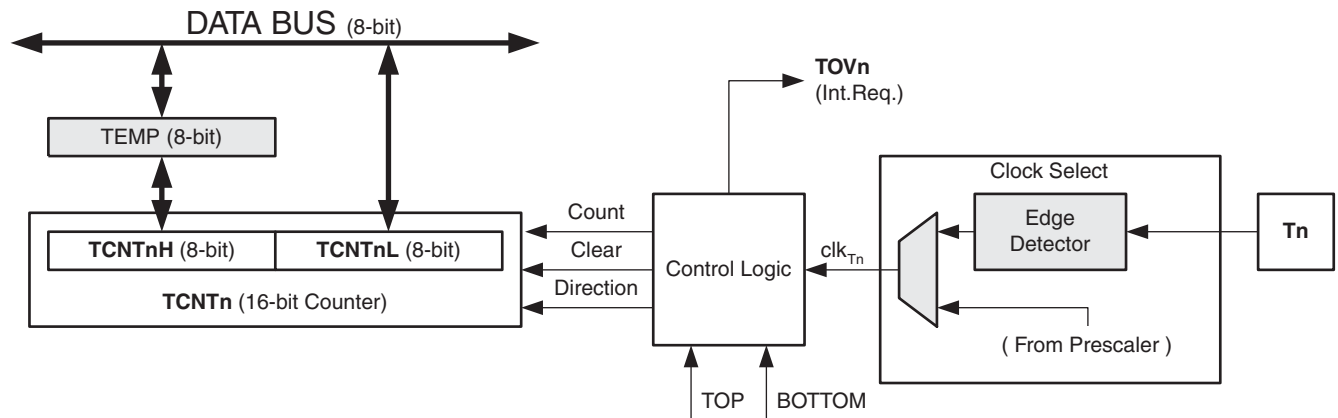 DATA BUS (8-bit)
TOVn
(Int.Req.)
TEMP (8-bit)
Clock Select
Count
Edge
Detector
Tn
TCNTnH (8-bit) TCNTnL (8-bit)
Clear
Control Logic
clkTn
TCNTn (16-bit Counter)
Direction
( From Prescaler )
TOP
BOTTOM